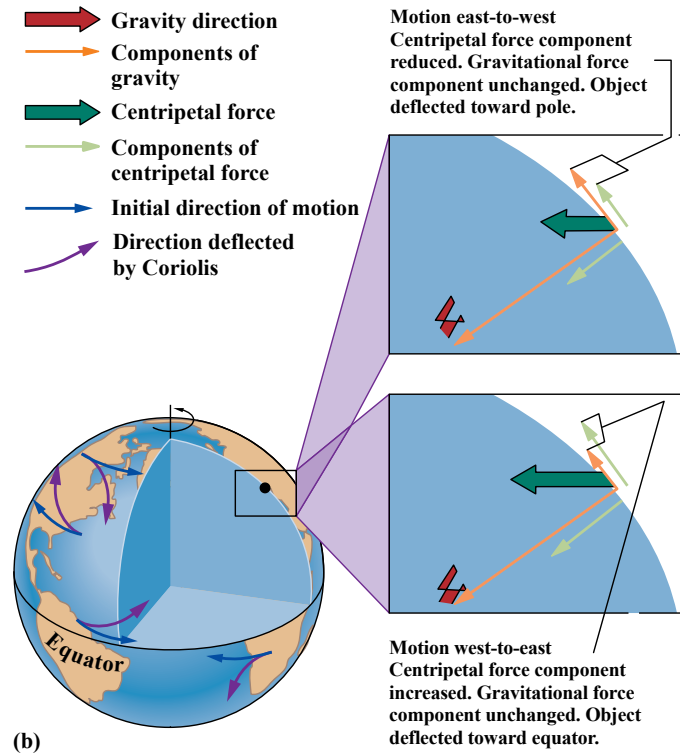 Gravity direction
Components of
gravity
Centripetal force
Components of
centripetal force
Initial direction of motion
Direction deflected
by Coriolis
Motion east-to-west
Centripetal force component
reduced. Gravitational force
component unchanged. Object
deflected toward pole.
Equator
Motion west-to-east
Centripetal force component
increased. Gravitational force
component unchanged. Object
deflected toward equator.
(b)